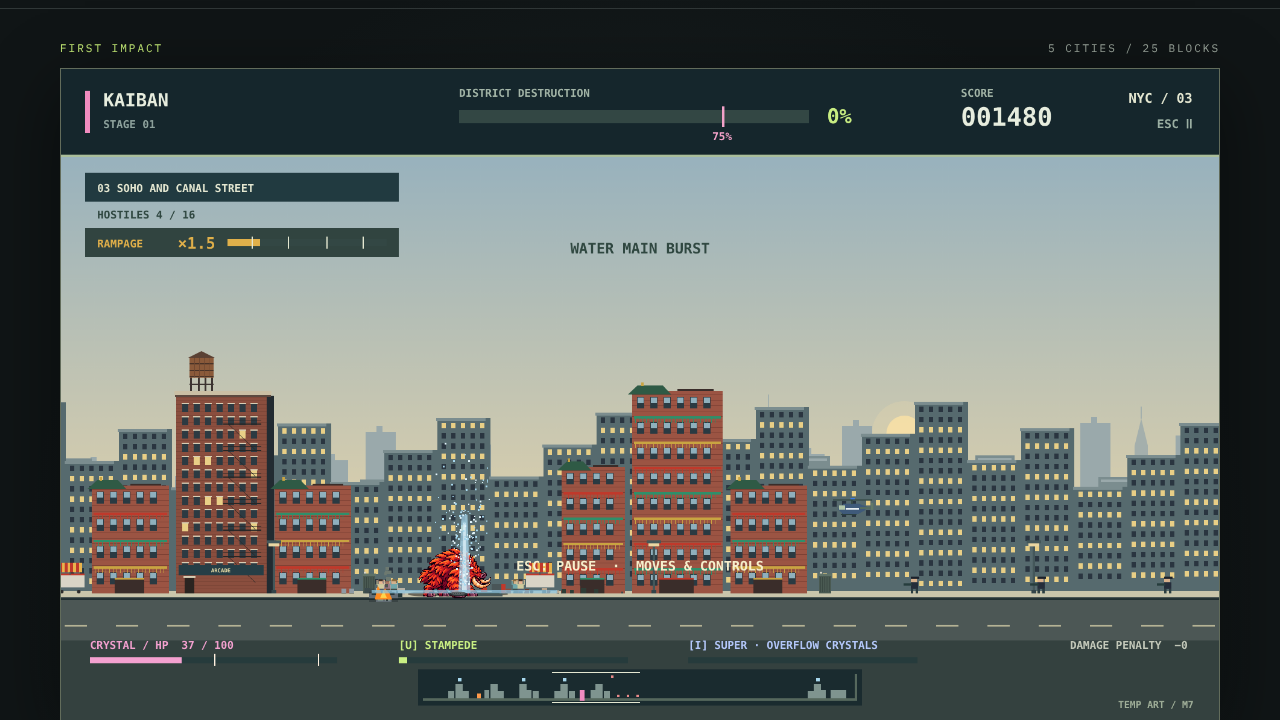 FIRST IMPACT
5 CITIES / 25 BLOCKS
KAIBAN
STAGE 01
DISTRICT DESTRUCTION
0%
75%
SCORE
001480
NYC / 03
ESC II
03 SOHO AND CANAL STREET
HOSTILES 4 / 16
RAMPAGE ×1.5
WATER MAIN BURST
ARCADE
ESC: PAUSE · MOVES & CONTROLS
CRYSTAL / HP 37 / 100
[U] STAMPEDE
[I] SUPER · OVERFLOW CRYSTALS
DAMAGE PENALTY −0
TEMP ART / M7